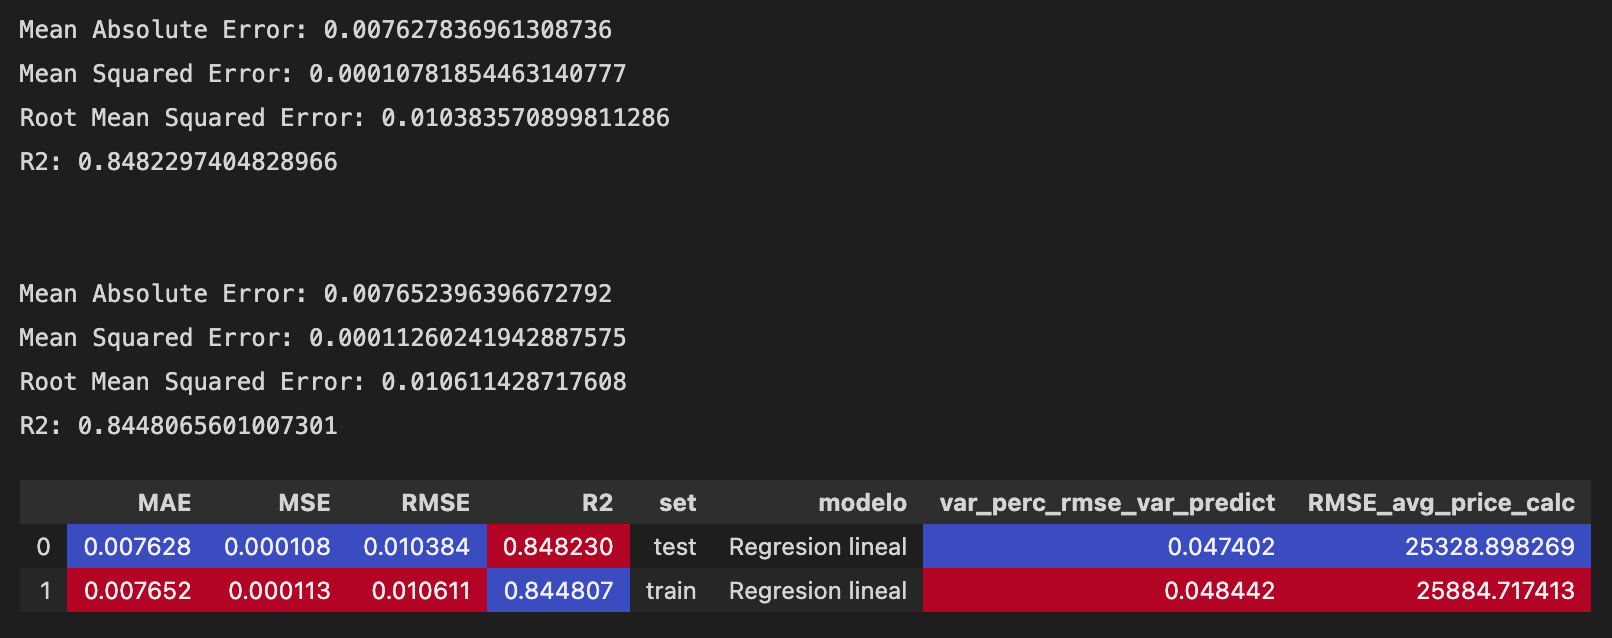 Mean Absolute Error: 0.007627836961308736
Mean Squared Error: 0.00010781854463140777
Root Mean Squared Error: 0.010383570899811286
R2: 0.8482297404828966
Mean Absolute Error: 0.007652396396672792
Mean Squared Error: 0.00011260241942887575
Root Mean Squared Error: 0.010611428717608
R2: 0.8448065601007301
MAE MSE RMSE R2 set modelo var_perc_rmse_var_predict RMSE_avg_price_calc
0 0.007628 0.000108 0.010384 0.848230 test Regresion lineal 0.047402 25328.898269
1 0.007652 0.000113 0.010611 0.844807 train Regresion lineal 0.048442 25884.717413